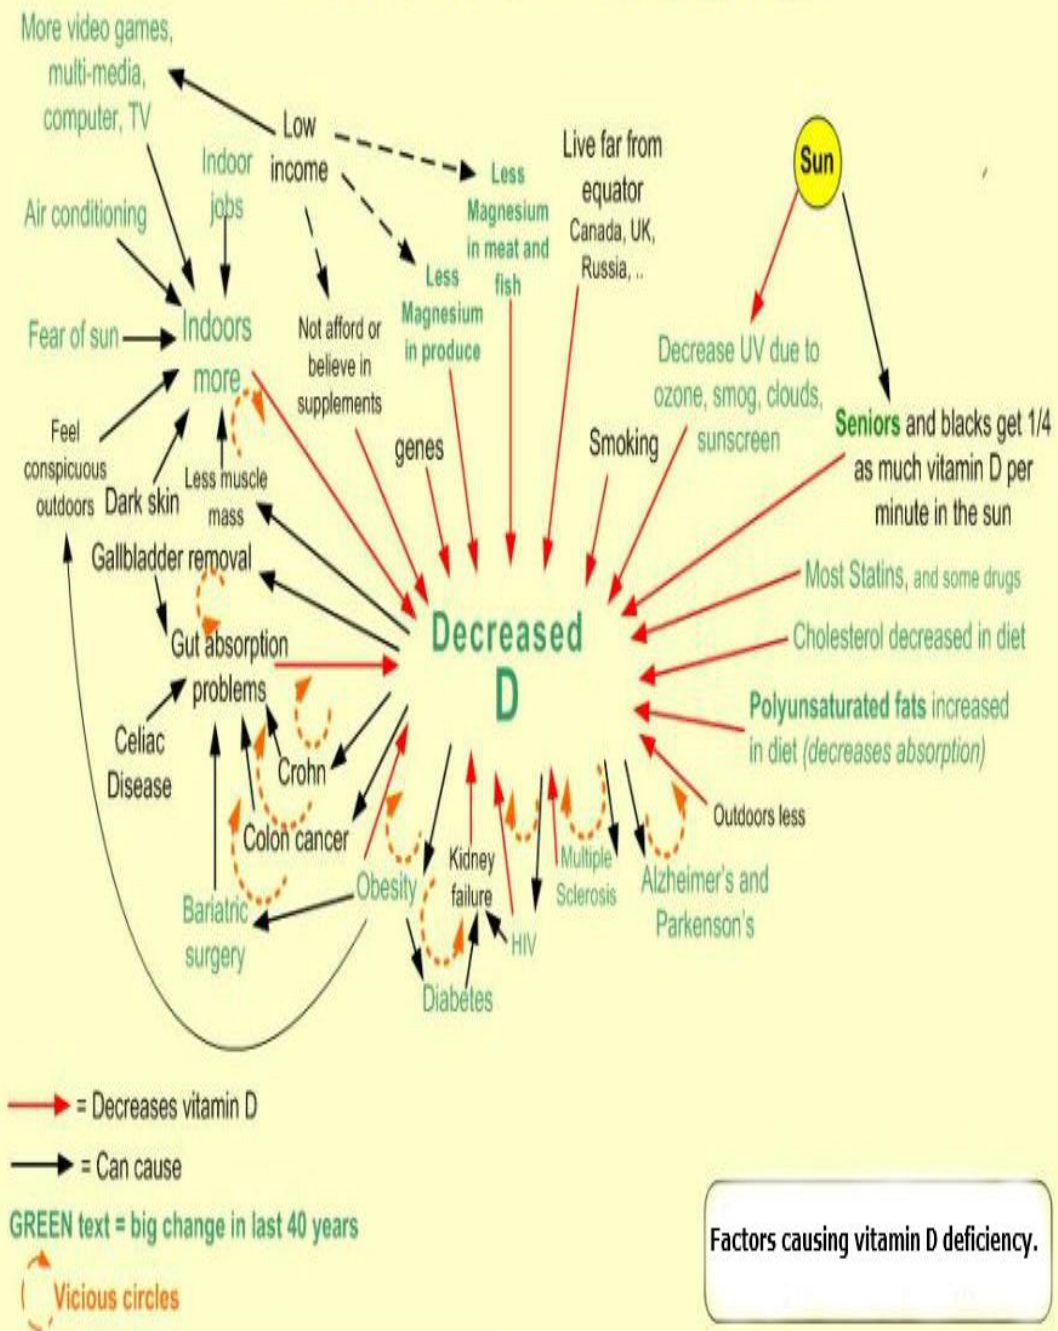 More video games,
multi-media,
computer, TV
Low
income
Indoor
jobs
Air conditioning
Fear of sun
Indoors
more
Feel
conspicuous
outdoors
Dark skin
Less muscle
mass
Not afford or
believe in
supplements
Less
Magnesium
in produce
Less
Magnesium
in meat and
fish
Live far from
equator
Canada, UK,
Russia, ..
Sun
genes
Smoking
Decrease UV due to
ozone, smog, clouds,
sunscreen
Seniors and blacks get 1/4
as much vitamin D per
minute in the sun
Most Statins, and some drugs
Cholesterol decreased in diet
Polyunsaturated fats increased
in diet (decreases absorption)
Outdoors less
Gallbladder removal
Gut absorption
problems
Celiac
Disease
Crohn
Colon cancer
Bariatric
surgery
Obesity
Diabetes
Kidney
failure
HIV
Multiple
Sclerosis
Alzheimer's and
Parkenson's
Decreased
D
= Decreases vitamin D
= Can cause
GREEN text = big change in last 40 years
Vicious circles
Factors causing vitamin D deficiency.